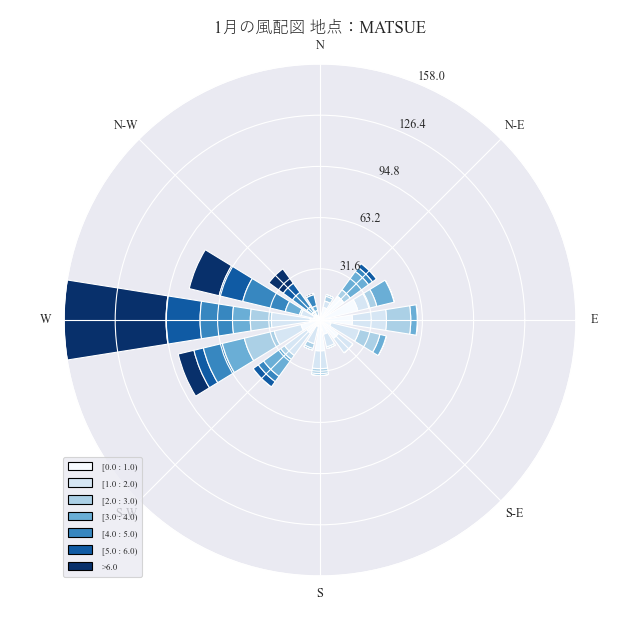 1月の風配図 地点：MATSUE
N
N-W
N-E
W
E
S-W
S-E
S
158.0
126.4
94.8
63.2
31.6
[0.0 : 1.0)
[1.0 : 2.0)
[2.0 : 3.0)
[3.0 : 4.0)
[4.0 : 5.0)
[5.0 : 6.0)
>6.0